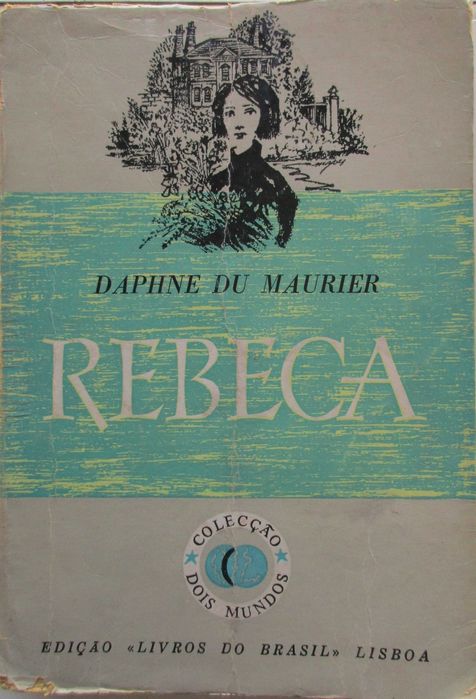 DAPHNE DU MAURIER
REBECA
COLECÇÃO
DOIS MUNDOS
EDIÇÃO «LIVROS DO BRASIL» LISBOA